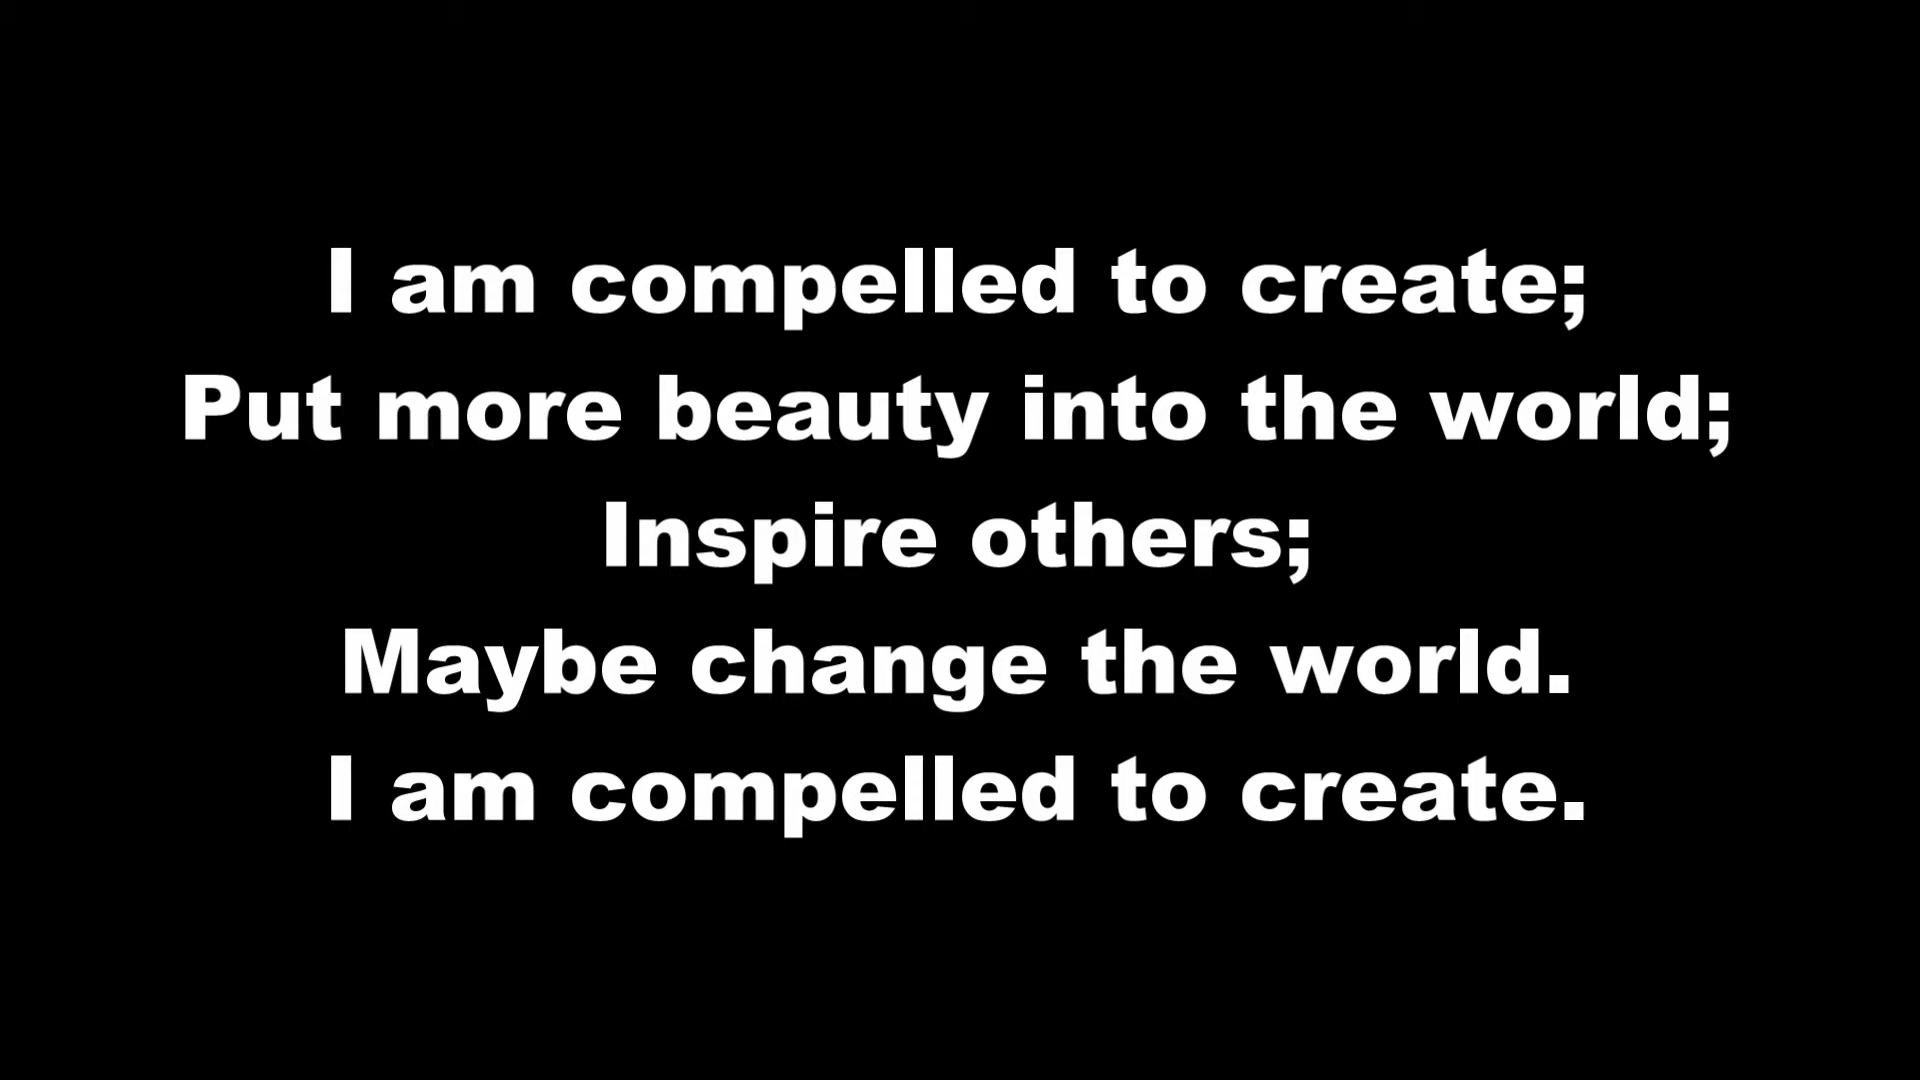 I am compelled to create;
Put more beauty into the world;
Inspire others;
Maybe change the world.
I am compelled to create.